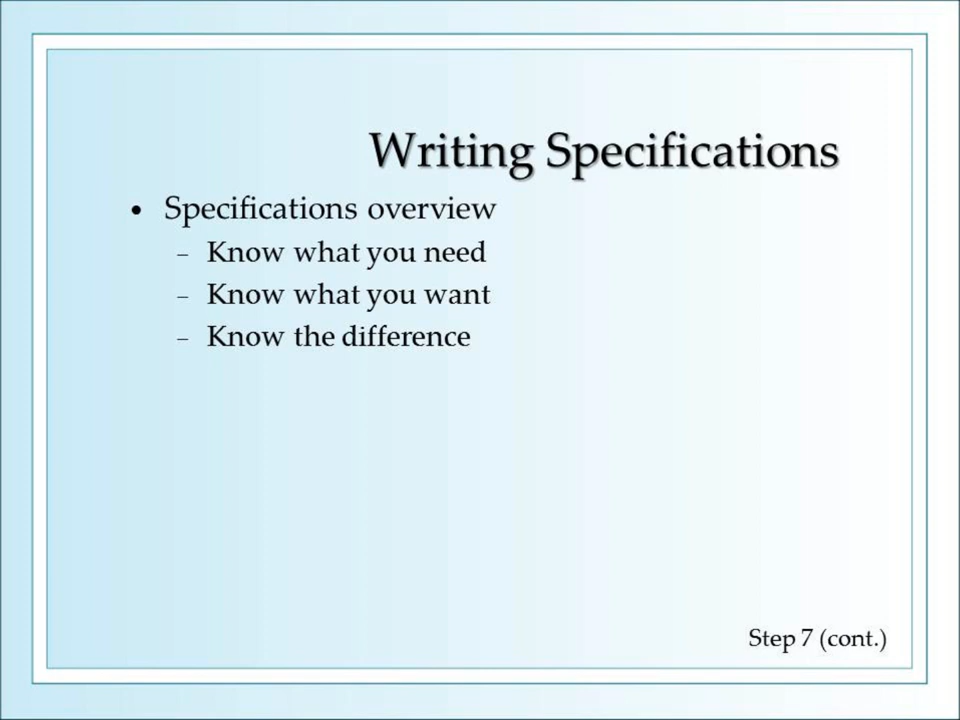 Writing Specifications
• Specifications overview
– Know what you need
– Know what you want
– Know the difference
Step 7 (cont.)